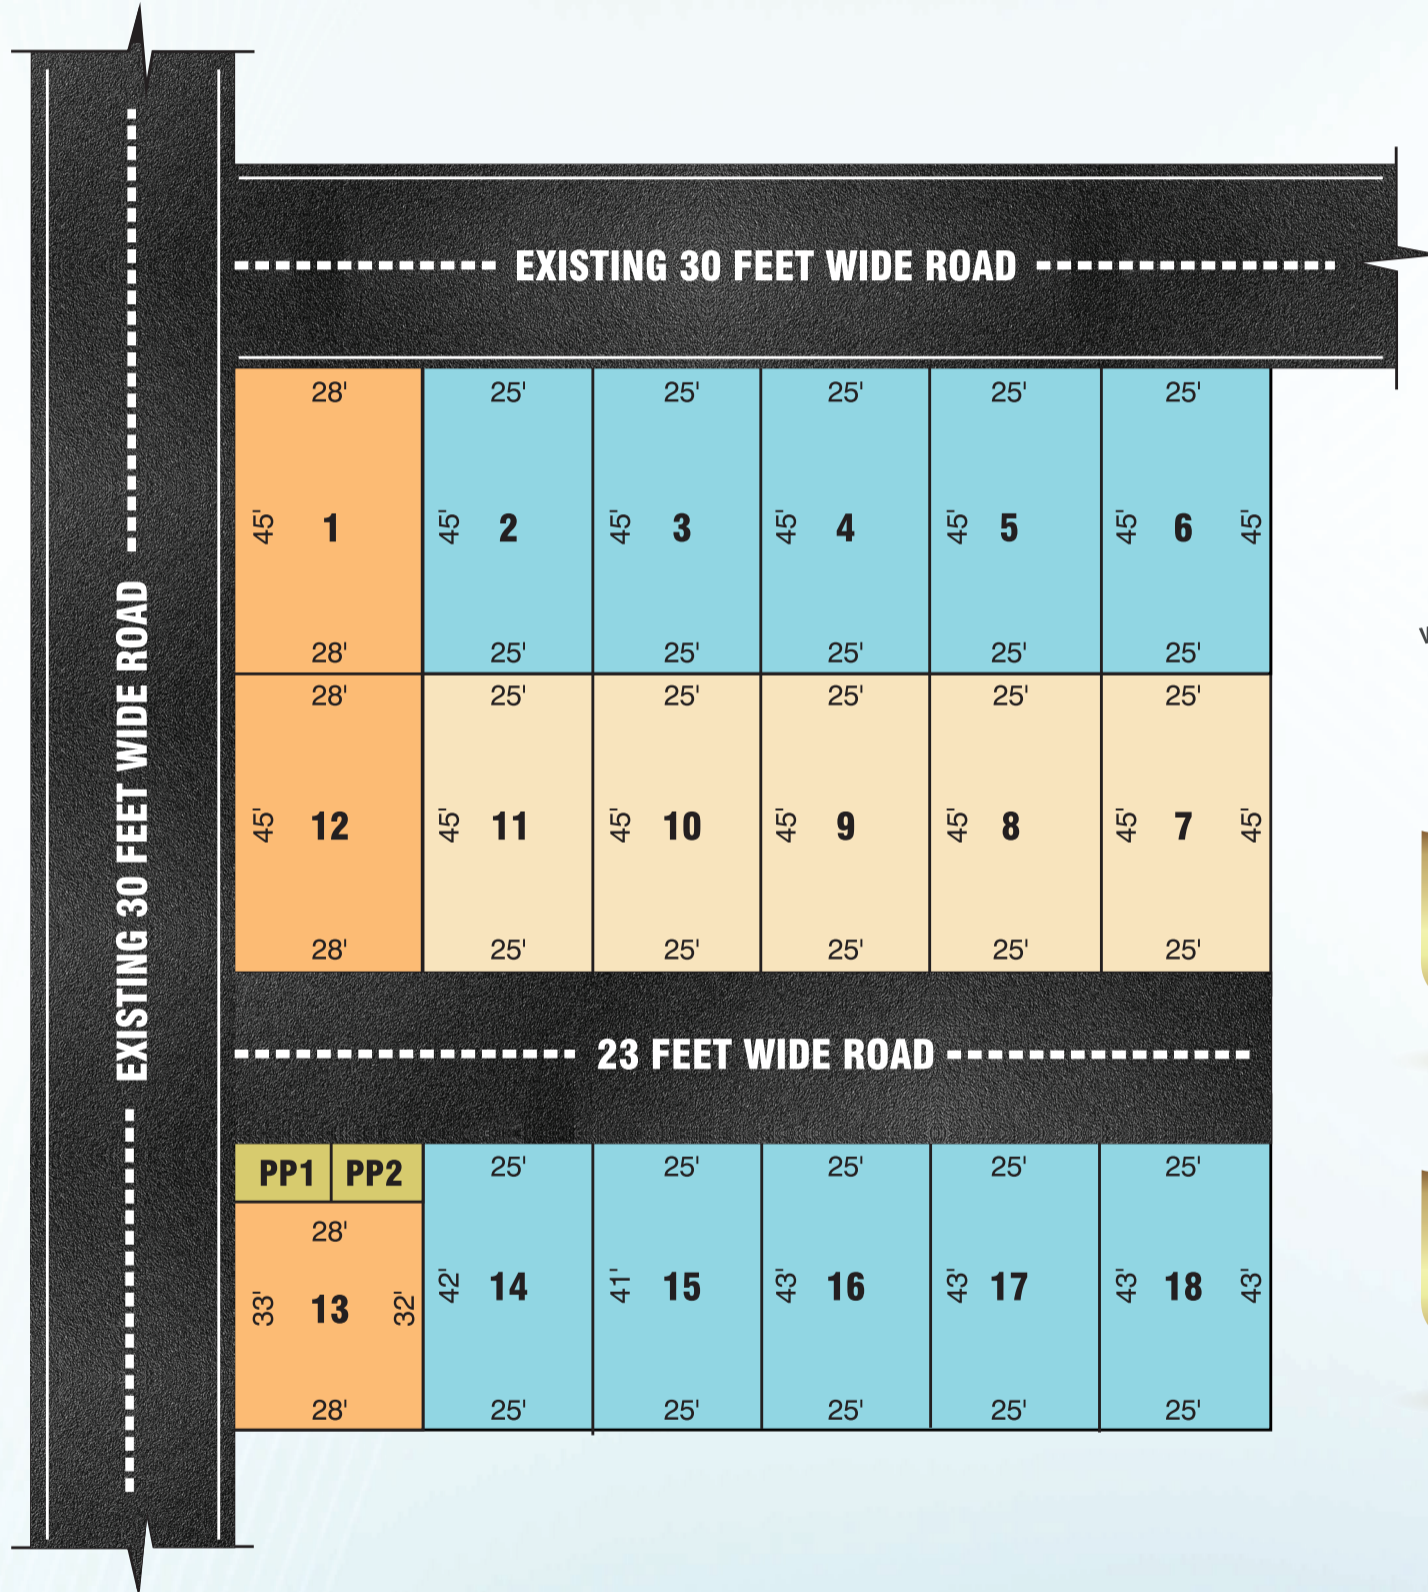 EXISTING 30 FEET WIDE ROAD
EXISTING 30 FEET WIDE ROAD
28' 25' 25' 25' 25' 25'
45' 1 45' 2 45' 3 45' 4 45' 5 45' 6 45'
28' 25' 25' 25' 25' 25'
28' 25' 25' 25' 25' 25'
45' 12 45' 11 45' 10 45' 9 45' 8 45' 7 45'
28' 25' 25' 25' 25' 25'
23 FEET WIDE ROAD
PP1 PP2 25' 25' 25' 25' 25'
28'
33' 13 32' 42' 14 41' 15 43' 16 43' 17 43' 18 43'
28' 25' 25' 25' 25' 25'